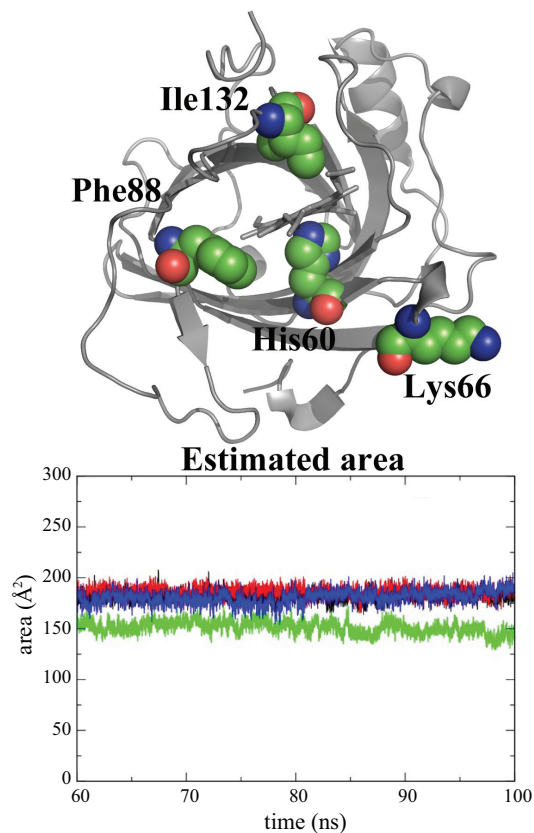 Ile132
Phe88
His60
Lys66
Estimated area
300
250
200
150
100
50
0
area (Å²)
60 70 80 90 100
time (ns)